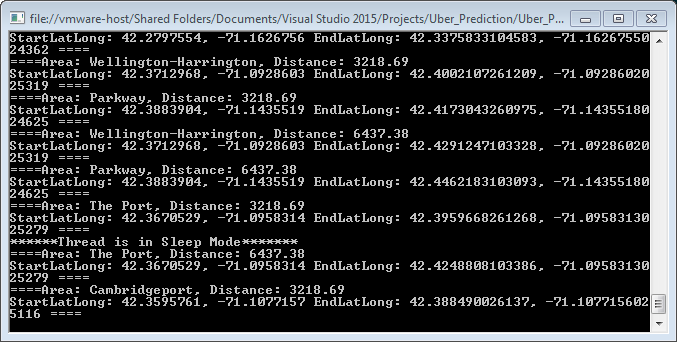 file://vmware-host/Shared Folders/Documents/Visual Studio 2015/Projects/Uber_Prediction/Uber_P...
StartLatLong: 42.2797554, -71.1626756 EndLatLong: 42.3375833104583, -71.16267550
24362 ====
====Area: Wellington-Harrington, Distance: 3218.69
StartLatLong: 42.3712968, -71.0928603 EndLatLong: 42.4002107261209, -71.09286020
25319 ====
====Area: Parkway, Distance: 3218.69
StartLatLong: 42.3883904, -71.1435519 EndLatLong: 42.4173043260975, -71.14355180
24625 ====
====Area: Wellington-Harrington, Distance: 6437.38
StartLatLong: 42.3712968, -71.0928603 EndLatLong: 42.4291247103328, -71.09286020
25319 ====
====Area: Parkway, Distance: 6437.38
StartLatLong: 42.3883904, -71.1435519 EndLatLong: 42.4462183103093, -71.14355180
24625 ====
====Area: The Port, Distance: 3218.69
StartLatLong: 42.3670529, -71.0958314 EndLatLong: 42.3959668261268, -71.09583130
25279 ====
******Thread is in Sleep Mode*******
====Area: The Port, Distance: 6437.38
StartLatLong: 42.3670529, -71.0958314 EndLatLong: 42.4248808103386, -71.09583130
25279 ====
====Area: Cambridgeport, Distance: 3218.69
StartLatLong: 42.3595761, -71.1077157 EndLatLong: 42.388490026137, -71.107715602
5116 ====